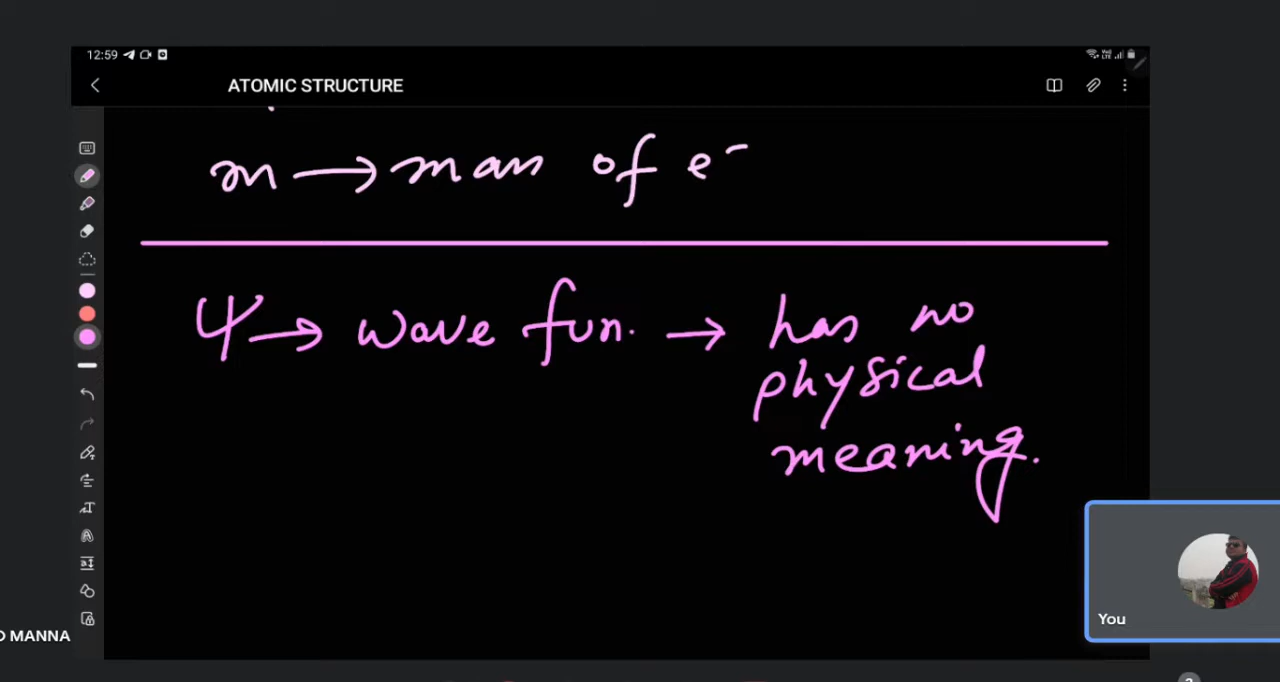 12:59
ATOMIC STRUCTURE
m → mass of e⁻
ψ → wave fun. → has no
physical
meaning.
You
O MANNA